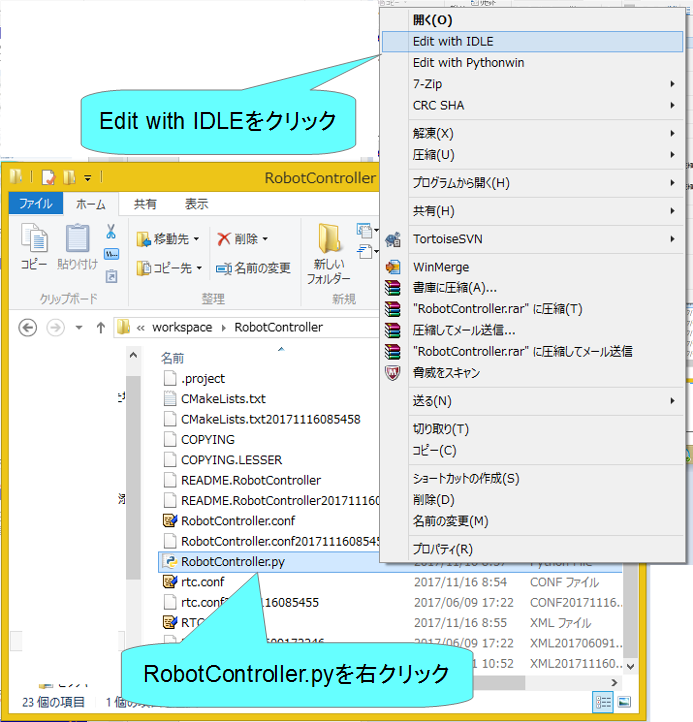 開く(O)
Edit with IDLE
Edit with Pythonwin
7-Zip
CRC SHA
解凍(X)
圧縮(U)
プログラムから開く(H)
共有(H)
TortoiseSVN
WinMerge
書庫に圧縮(A)...
"RobotController.rar" に圧縮(T)
圧縮してメール送信...
"RobotController.rar" に圧縮してメール送信
脅威をスキャン
送る(N)
切り取り(T)
コピー(C)
ショートカットの作成(S)
削除(D)
名前の変更(M)
プロパティ(R)
Edit with IDLEをクリック
RobotController
ファイル ホーム 共有 表示
コピー 貼り付け
移動先 削除
コピー先 名前の変更
新しい
フォルダー
クリップボード 整理 新規
« workspace › RobotController
名前
.project
CMakeLists.txt
CMakeLists.txt20171116085458
COPYING
COPYING.LESSER
README.RobotController
README.RobotController2017111608
RobotController.conf
RobotController.conf2017111608545
RobotController.py
rtc.conf 2017/11/16 8:54 CONF ファイル
rtc.conf 116085455 2017/06/09 17:22 CONF20171116...
RTC 2017/11/16 8:55 XML ファイル
2017/06/09 17:22 XML201706091...
10:52 XML201711160...
RobotController.pyを右クリック
23 個の項目